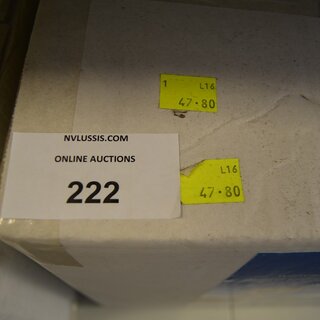 1 L16
47.80
NVLUSSIS.COM
ONLINE AUCTIONS
222
L16
47.80